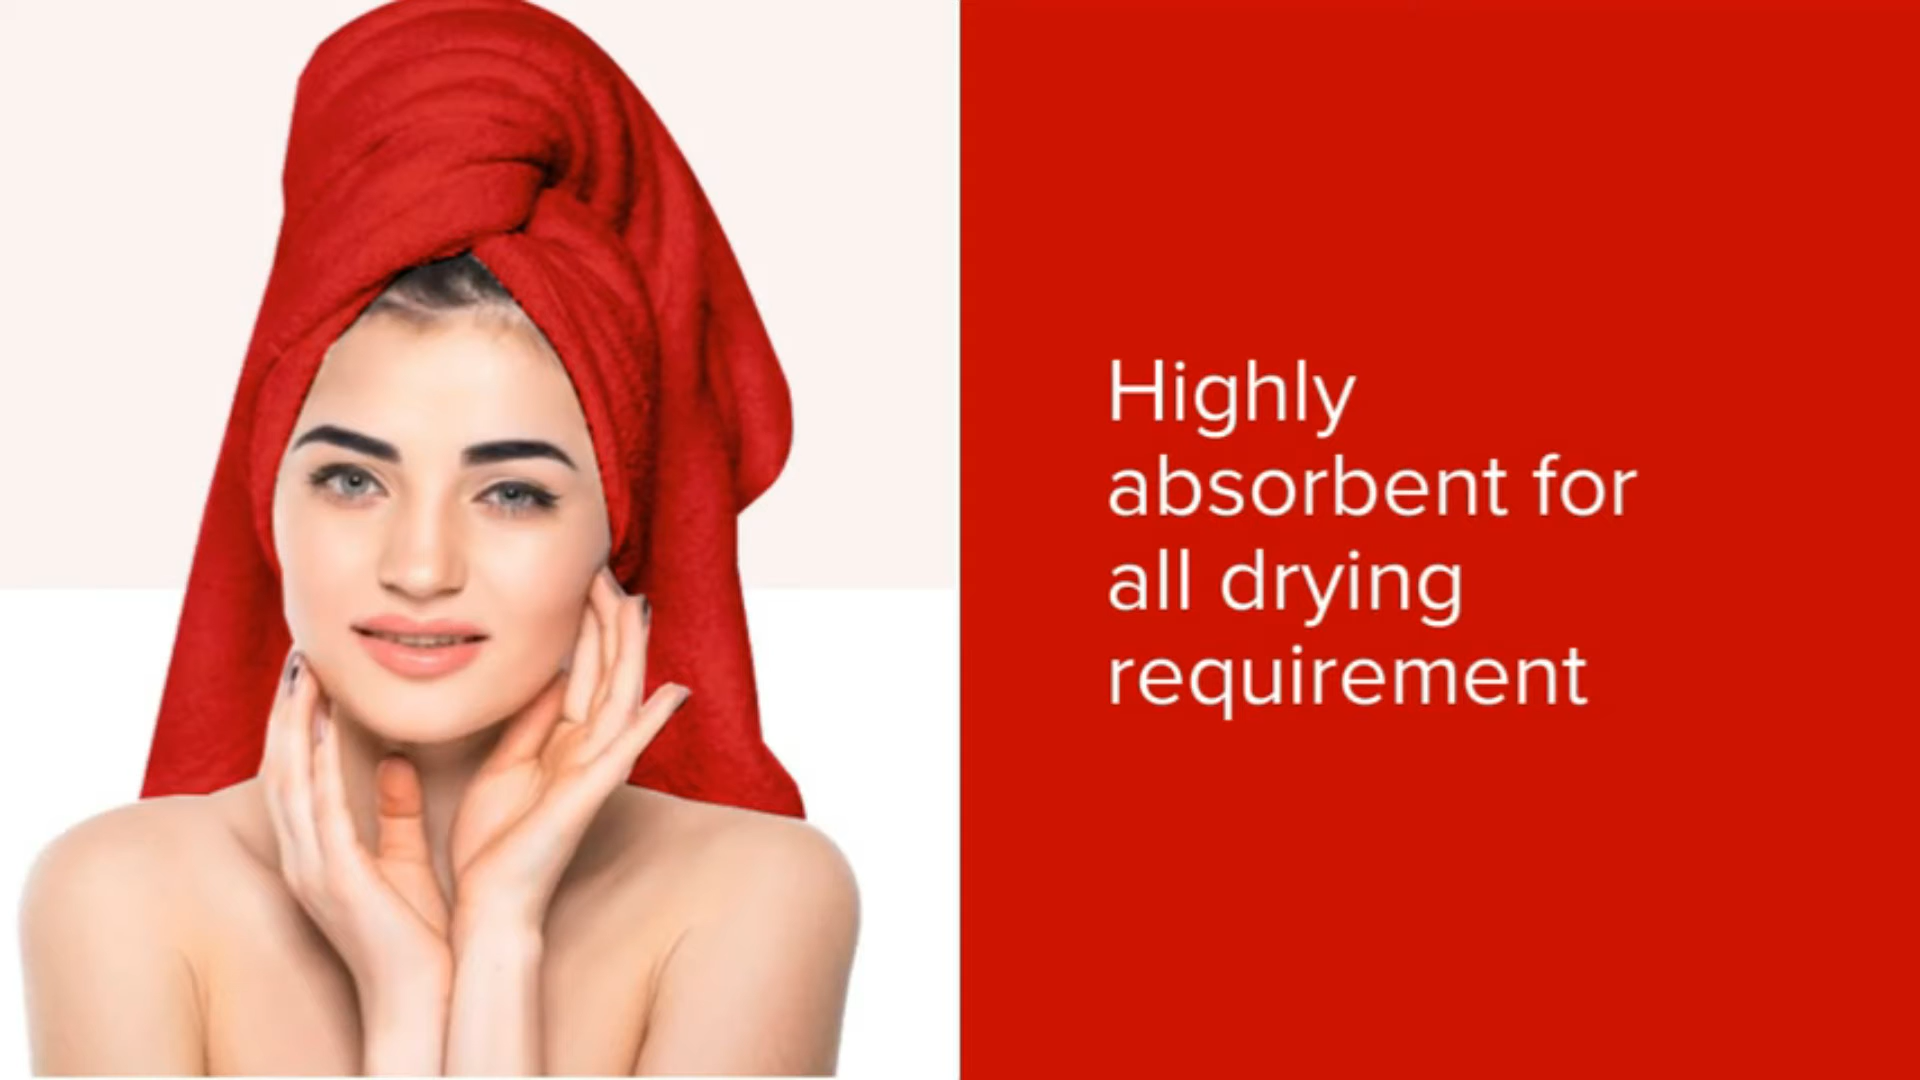 Highly
absorbent for
all drying
requirement